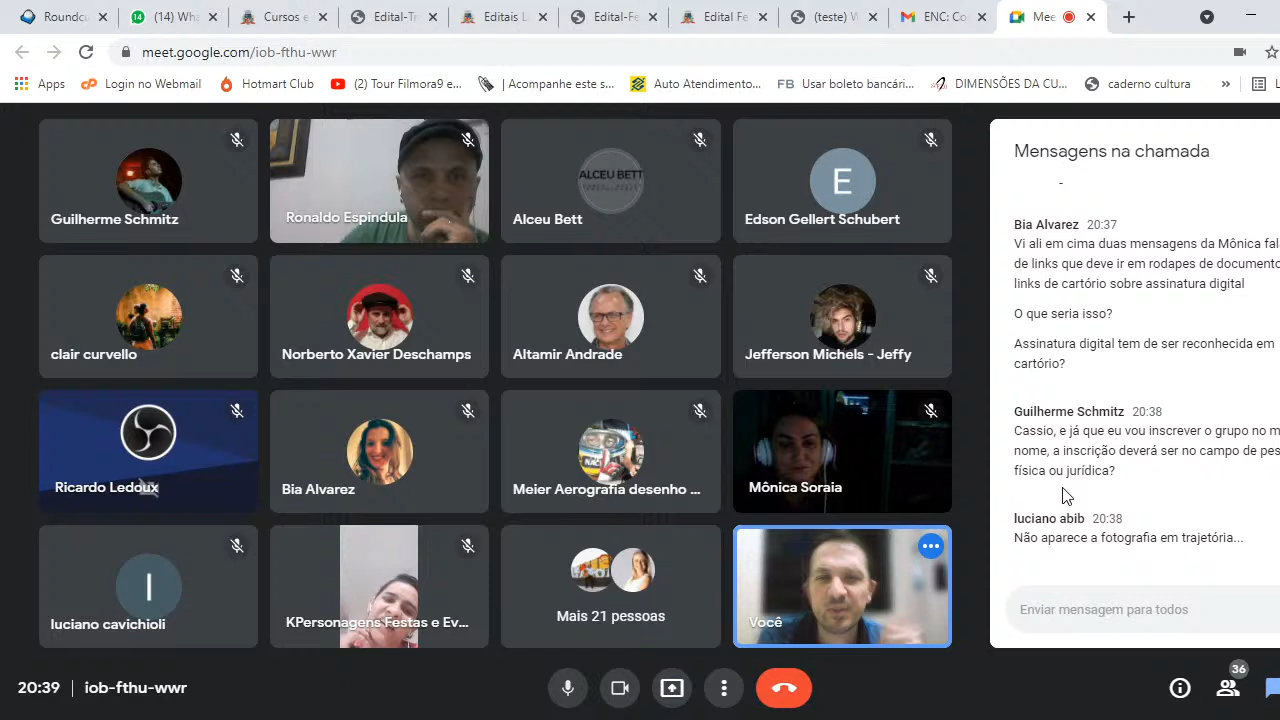 Roundcu
14
Wha
Cursos e
Edital-Tr
Editais L
Edital-Fe
Edital Fe
(teste) W
ENC: Co
Mee
meet.google.com/iob-fthu-wwr
Apps
Login no Webmail
Hotmart Club
(2) Tour Filmora9 e...
| Acompanhe este s...
Auto Atendimento...
FB Usar boleto bancári...
DIMENSÕES DA CU...
caderno cultura
»
Guilherme Schmitz
Ronaldo Espindula
ALCEU BETT
Alceu Bett
E
Edson Gellert Schubert
clair curvello
Norberto Xavier Deschamps
Altamir Andrade
Jefferson Michels - Jeffy
Ricardo Ledoux
Bia Alvarez
Meier Aerografia desenho ...
Mônica Soraia
l
luciano cavichioli
KPersonagens Festas e Ev...
Mais 21 pessoas
Você
Mensagens na chamada
Bia Alvarez 20:37
Vi ali em cima duas mensagens da Mônica fal
de links que deve ir em rodapes de documento
links de cartório sobre assinatura digital
O que seria isso?
Assinatura digital tem de ser reconhecida em
cartório?
Guilherme Schmitz 20:38
Cassio, e já que eu vou inscrever o grupo no m
nome, a inscrição deverá ser no campo de pes
física ou jurídica?
luciano abib 20:38
Não aparece a fotografia em trajetória...
Enviar mensagem para todos
20:39 | iob-fthu-wwr
36